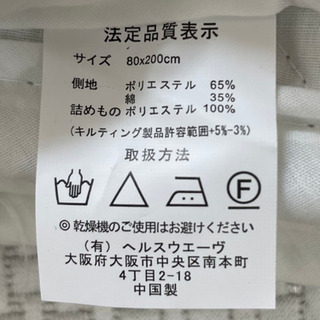 法定品質表示
サイズ 80x200cm
側地 ポリエステル 65%
綿 35%
詰めもの ポリエステル 100%
(キルティング製品許容範囲+5%-3%)
取扱方法
F
◎乾燥機のご使用はお避けください
(有) ヘルスウエーヴ
大阪府大阪市中央区南本町
4丁目2-18
中国製